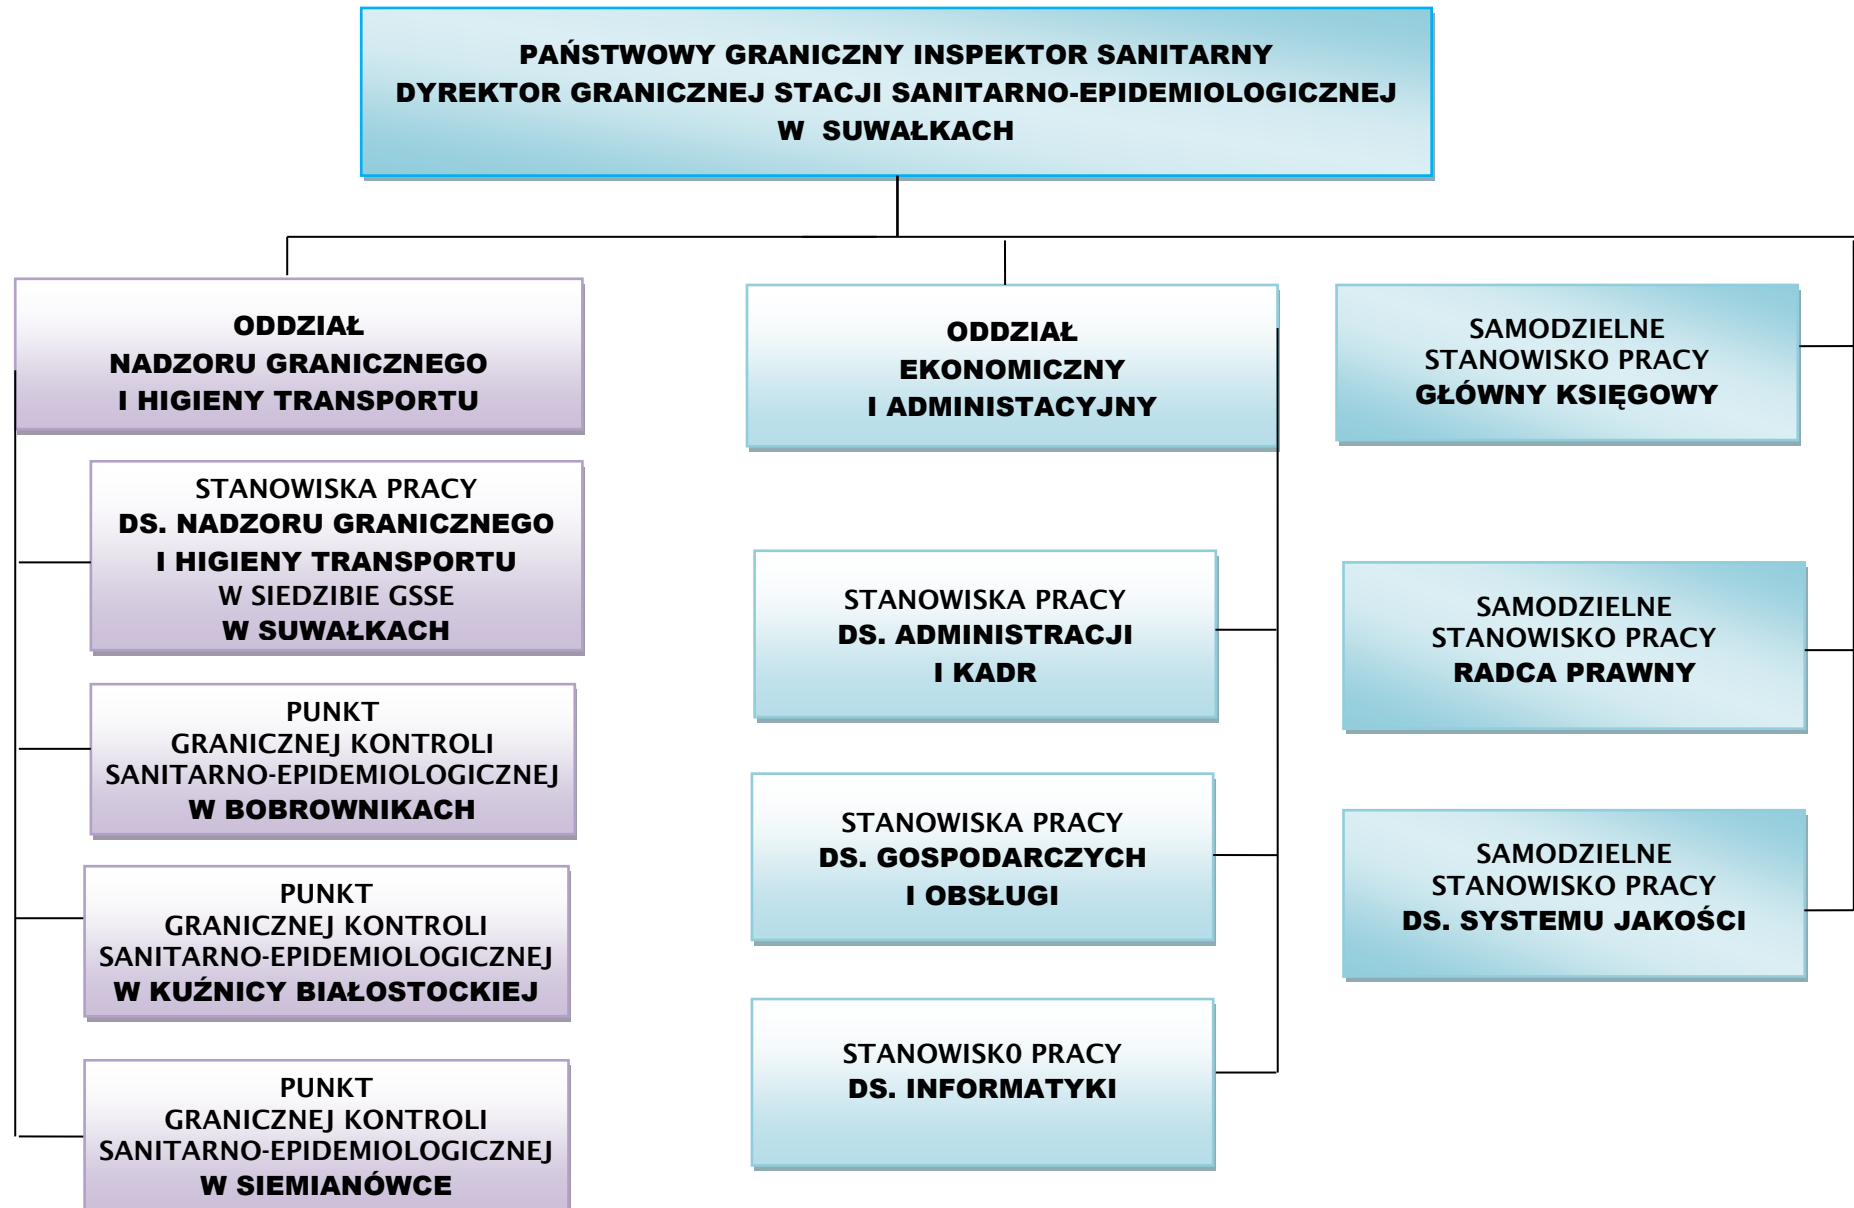 PAŃSTWOWY GRANICZNY INSPEKTOR SANITARNY
DYREKTOR GRANICZNEJ STACJI SANITARNO-EPIDEMIOLOGICZNEJ
W SUWAŁKACH
ODDZIAŁ
NADZORU GRANICZNEGO
I HIGIENY TRANSPORTU
STANOWISKA PRACY
DS. NADZORU GRANICZNEGO
I HIGIENY TRANSPORTU
W SIEDZIBIE GSSE
W SUWAŁKACH
PUNKT
GRANICZNEJ KONTROLI
SANITARNO-EPIDEMIOLOGICZNEJ
W BOBROWNIKACH
PUNKT
GRANICZNEJ KONTROLI
SANITARNO-EPIDEMIOLOGICZNEJ
W KUŹNICY BIAŁOSTOCKIEJ
PUNKT
GRANICZNEJ KONTROLI
SANITARNO-EPIDEMIOLOGICZNEJ
W SIEMIANÓWCE
ODDZIAŁ
EKONOMICZNY
I ADMINISTACYJNY
STANOWISKA PRACY
DS. ADMINISTRACJI
I KADR
STANOWISKA PRACY
DS. GOSPODARCZYCH
I OBSŁUGI
STANOWISK0 PRACY
DS. INFORMATYKI
SAMODZIELNE
STANOWISKO PRACY
GŁÓWNY KSIĘGOWY
SAMODZIELNE
STANOWISKO PRACY
RADCA PRAWNY
SAMODZIELNE
STANOWISKO PRACY
DS. SYSTEMU JAKOŚCI